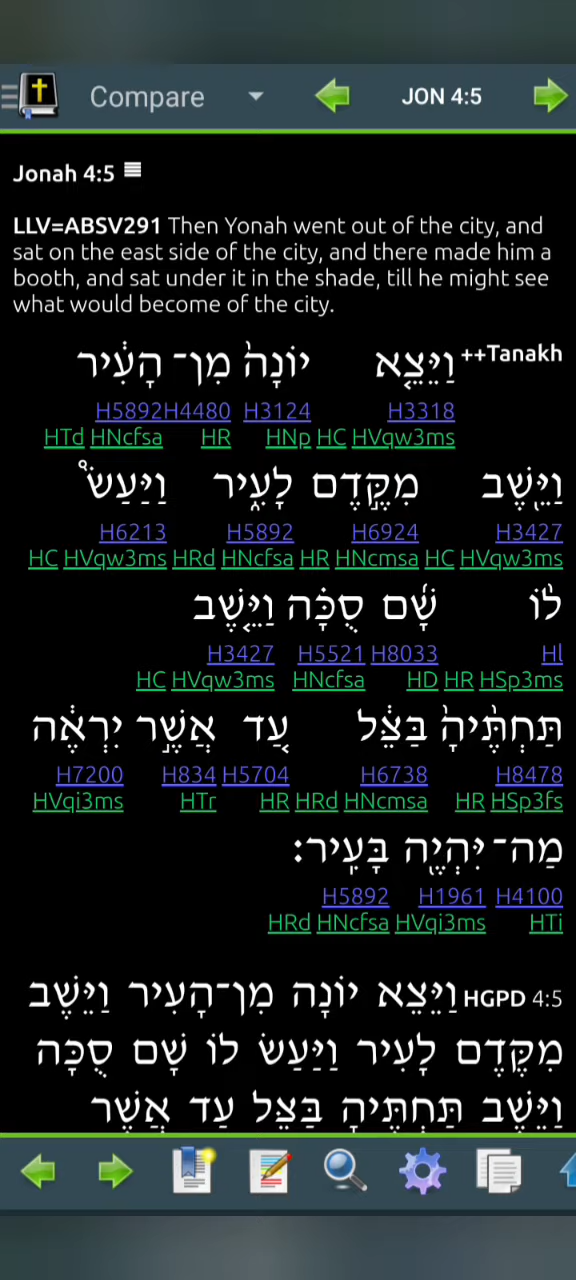 Compare JON 4:5
Jonah 4:5
LLV=ABSV291 Then Yonah went out of the city, and
sat on the east side of the city, and there made him a
booth, and sat under it in the shade, till he might see
what would become of the city.
++Tanakh וַיֵּצֵ֤א יוֹנָה֙ מִן־ הָעִ֔יר
H5892H4480 H3124 H3318
HTd HNcfsa HR HNp HC HVqw3ms
וַיֵּ֖שֶׁב מִקֶּ֣דֶם לָעִ֑יר וַיַּעַשׂ֩
H6213 H5892 H6924 H3427
HC HVqw3ms HRd HNcfsa HR HNcmsa HC HVqw3ms
ל֨וֹ שָׁ֜ם סֻכָּ֗ה וַיֵּ֤שֶׁב
H3427 H5521 H8033 Hl
HC HVqw3ms HNcfsa HD HR HSp3ms
תַּחְתֶּ֙יהָ֙ בַּצֵּ֔ל עַ֚ד אֲשֶׁ֣ר יִרְאֶ֔ה
H7200 H834 H5704 H6738 H8478
HVqi3ms HTr HR HRd HNcmsa HR HSp3fs
מַה־ יִּהְיֶ֖ה בָּעִֽיר׃
H5892 H1961 H4100
HRd HNcfsa HVqi3ms HTi
HGPD 4:5 וַיֵּצֵא יוֹנָה מִן־הָעִיר וַיֵּשֶׁב
מִקֶּדֶם לָעִיר וַיַּעַשׂ לוֹ שָׁם סֻכָּה
וַיֵּשֶׁב תַּחְתֶּיהָ בַּצֵּל עַד אֲשֶׁר